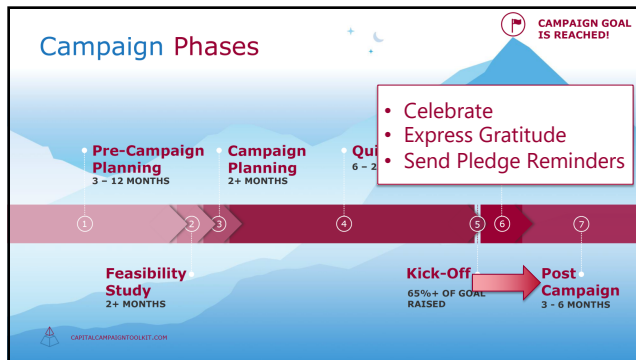 Campaign Phases
CAMPAIGN GOAL
IS REACHED!
• Celebrate
• Express Gratitude
• Send Pledge Reminders
Pre-Campaign
Planning
3 – 12 MONTHS
Campaign
Planning
2+ MONTHS
Qui
6 – 2
1
2
3
4
5
6
7
Feasibility
Study
2+ MONTHS
Kick-Off
65%+ OF GOAL
RAISED
Post
Campaign
3 - 6 MONTHS
CAPITALCAMPAIGNTOOLKIT.COM